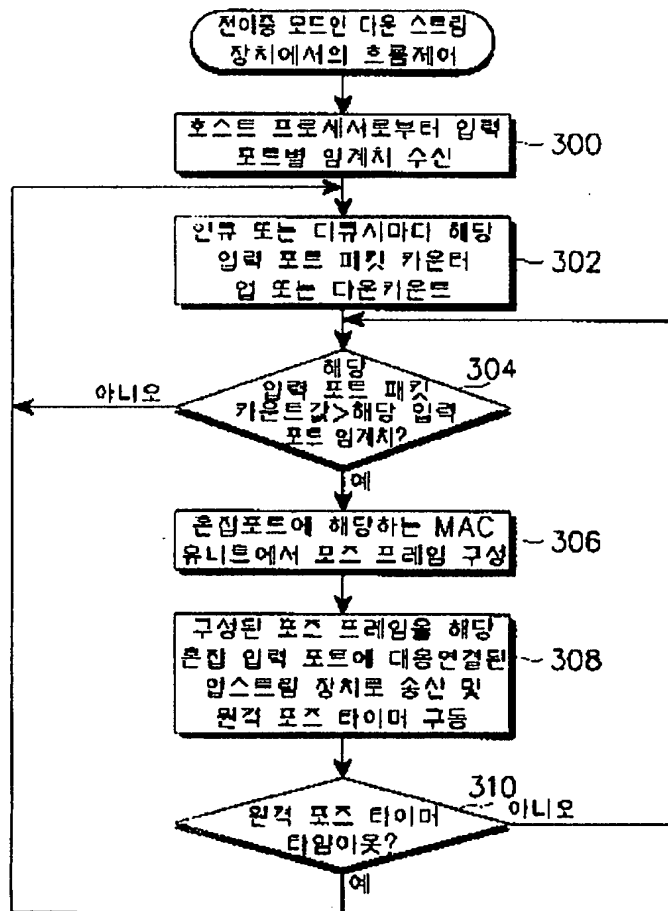 전이중 모드인 다운 스트림
장치에서의 흐름제어
호스트 프로세서로부터 입력
포트별 임계치 수신
300
인큐 또는 디큐시마다 해당
입력 포트 패킷 카운터
업 또는 다운카운트
302
해당
입력 포트 패킷
카운트값>해당 입력
포트 임계치?
304
아니오
예
혼잡포트에 해당하는 MAC
유니트에서 포즈 프레임 구성
306
구성된 포즈 프레임을 해당
혼잡 입력 포트에 대응연결된
업스트림 장치로 송신 및
원격 포즈 타이머 구동
308
원격 포즈 타이머
타임아웃?
310
아니오
예